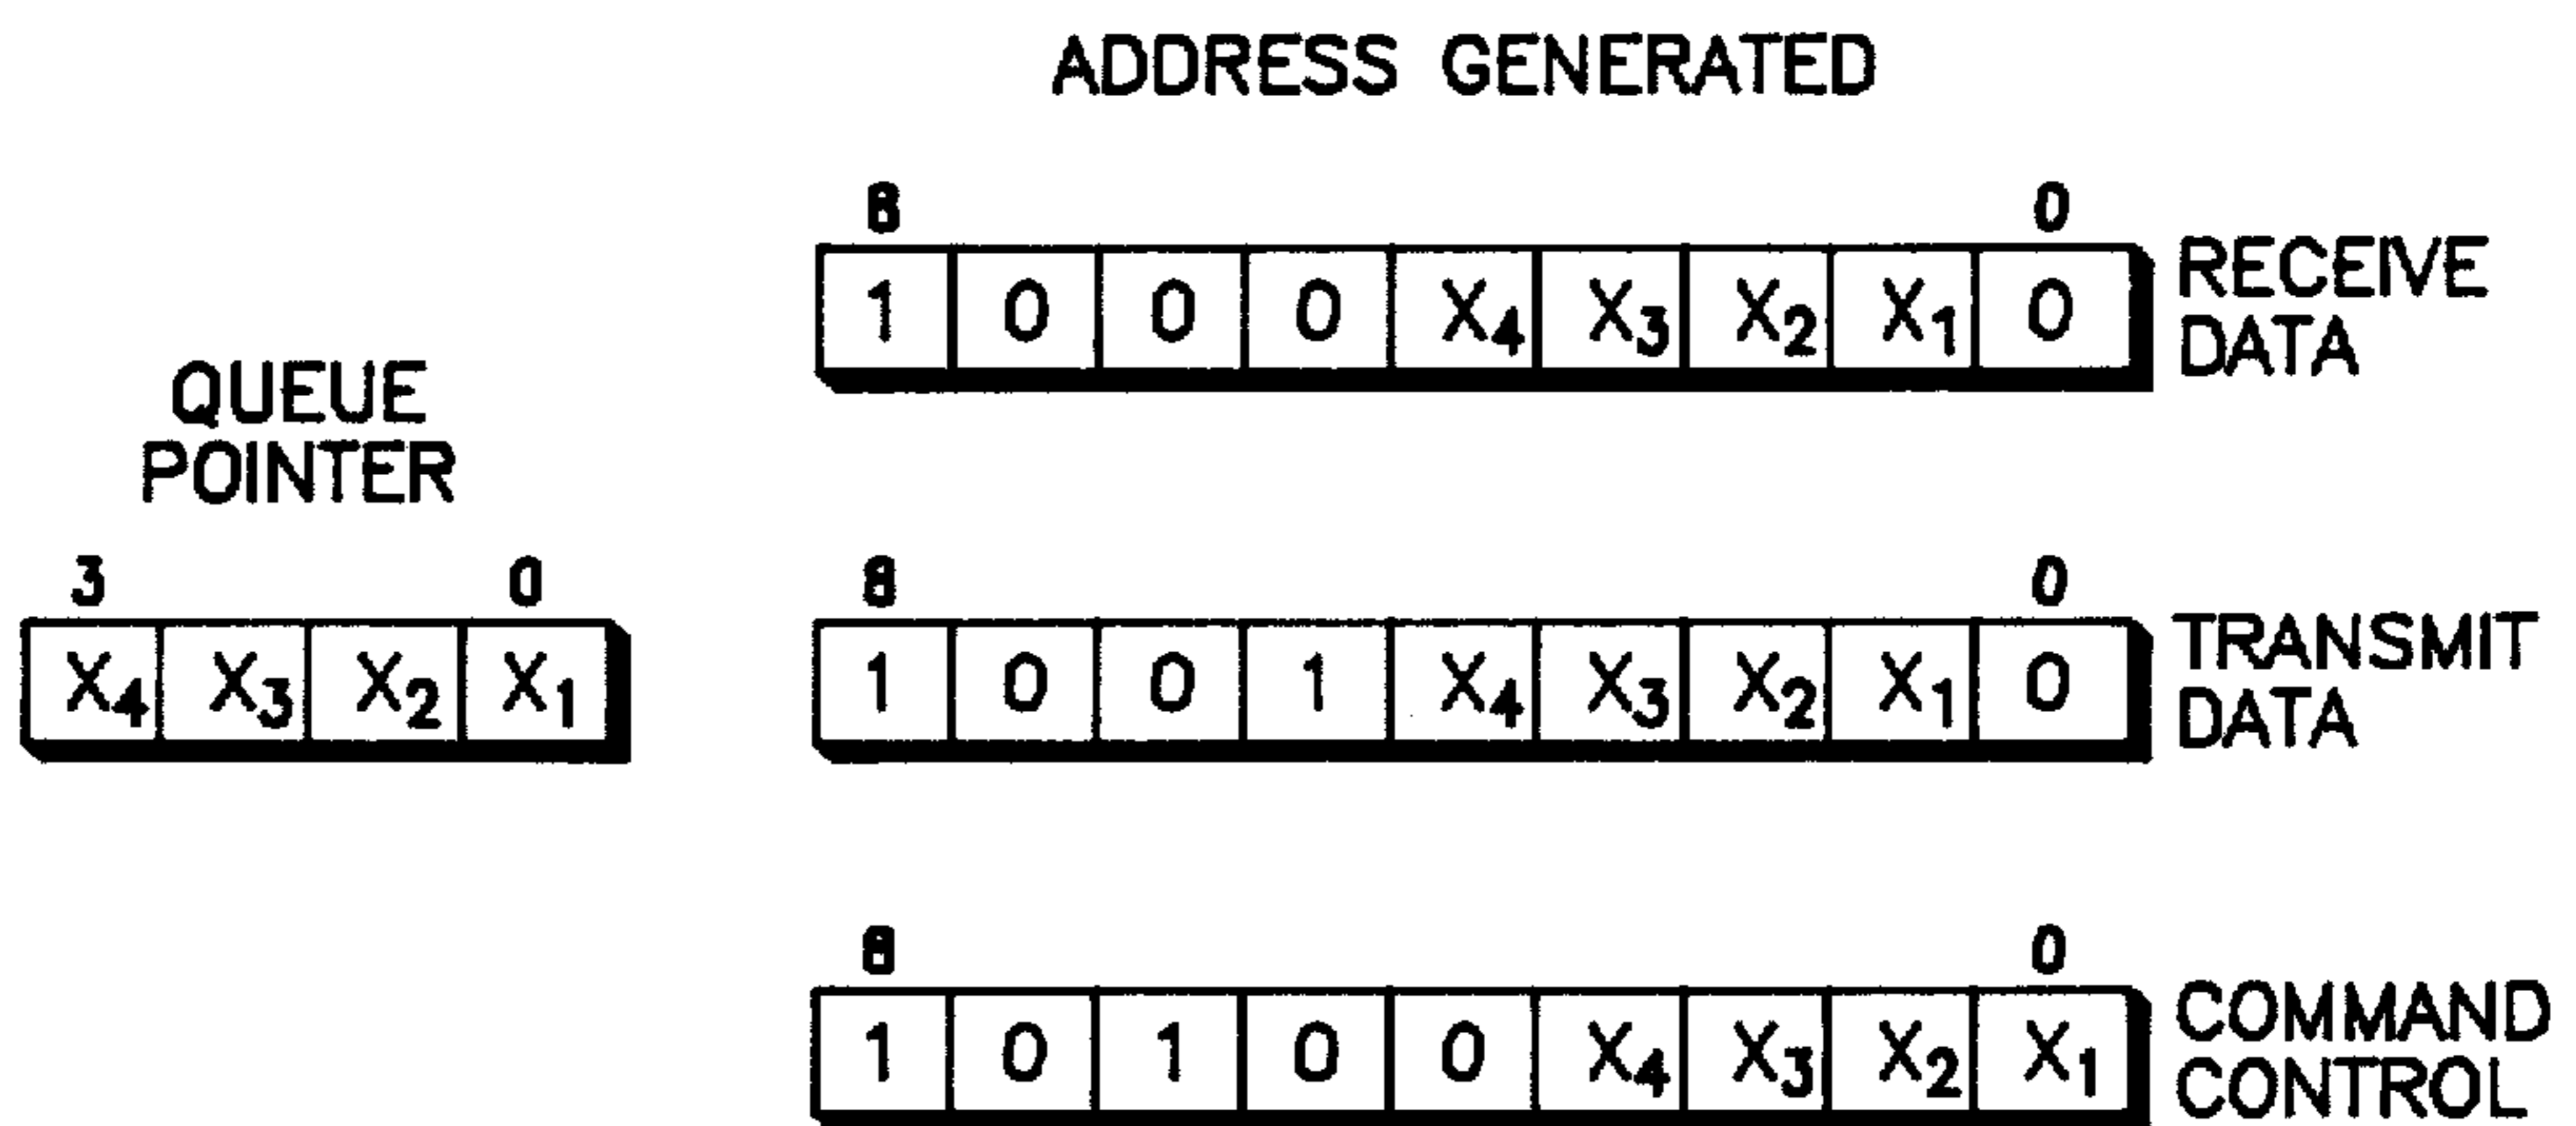 ADDRESS GENERATED
8 0
1 0 0 0 X4 X3 X2 X1 0
RECEIVE
DATA
QUEUE
POINTER
3 0
X4 X3 X2 X1
8 0
1 0 0 1 X4 X3 X2 X1 0
TRANSMIT
DATA
8 0
1 0 1 0 0 X4 X3 X2 X1
COMMAND
CONTROL